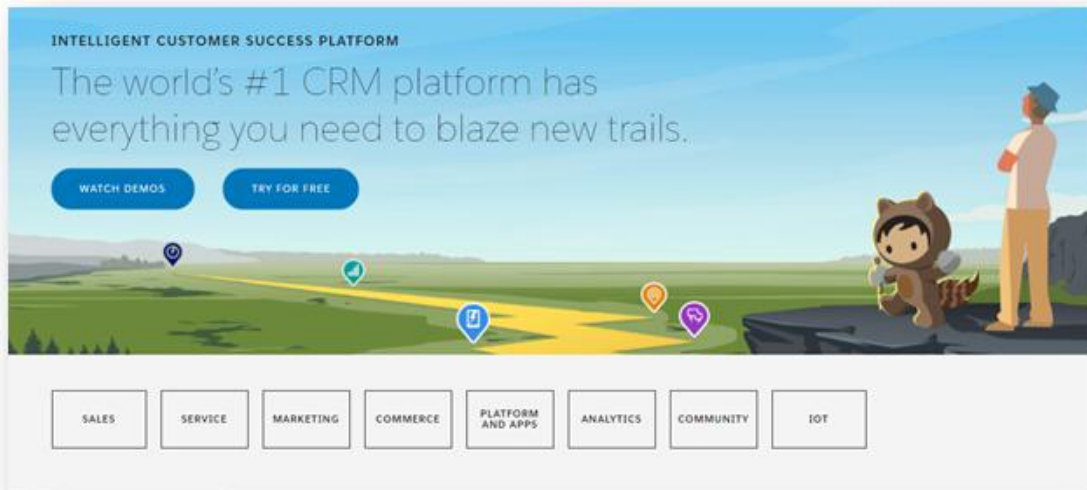 INTELLIGENT CUSTOMER SUCCESS PLATFORM
The world's #1 CRM platform has
everything you need to blaze new trails.
WATCH DEMOS
TRY FOR FREE
SALES
SERVICE
MARKETING
COMMERCE
PLATFORM
AND APPS
ANALYTICS
COMMUNITY
IOT